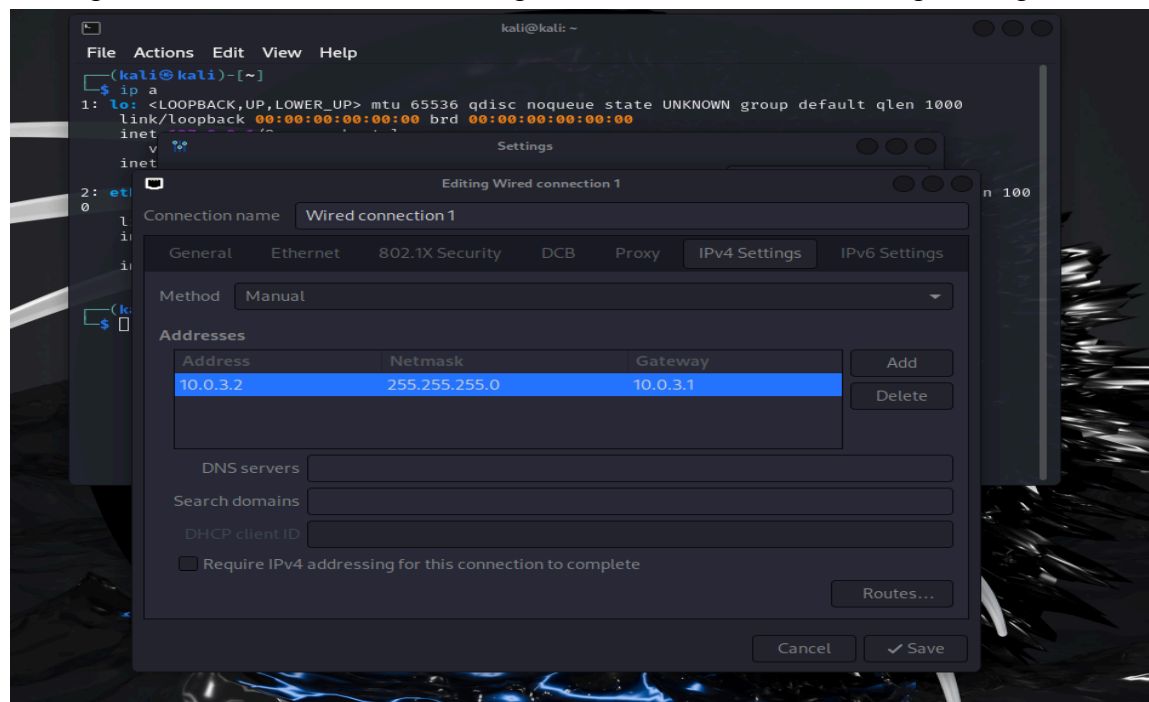 kali@kali: ~
File Actions Edit View Help
(kali㉿kali)-[~]
$ ip a
1: lo: <LOOPBACK,UP,LOWER_UP> mtu 65536 qdisc noqueue state UNKNOWN group default qlen 1000
link/loopback 00:00:00:00:00:00 brd 00:00:00:00:00:00
inet
Settings
inet
Editing Wired connection 1
2: n 100
0
Connection name Wired connection 1
General Ethernet 802.1X Security DCB Proxy IPv4 Settings IPv6 Settings
Method Manual
$
Addresses
Address Netmask Gateway
10.0.3.2 255.255.255.0 10.0.3.1
Add
Delete
DNS servers
Search domains
DHCP client ID
Require IPv4 addressing for this connection to complete
Routes...
Cancel Save